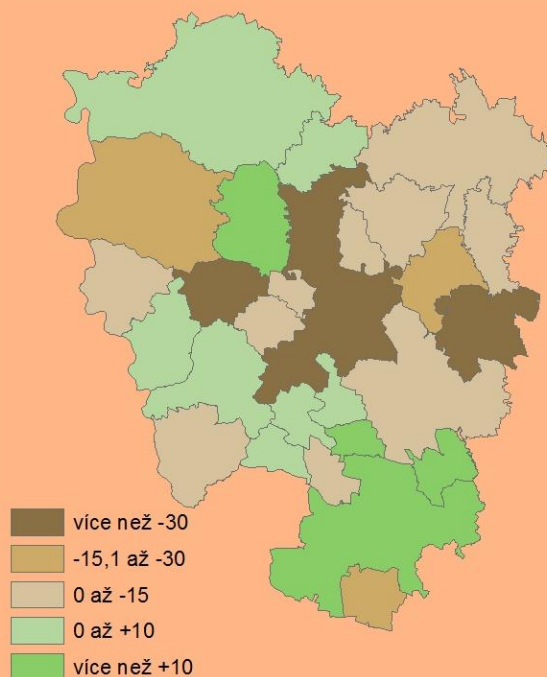 více než -30
-15,1 až -30
0 až -15
0 až +10
více než +10